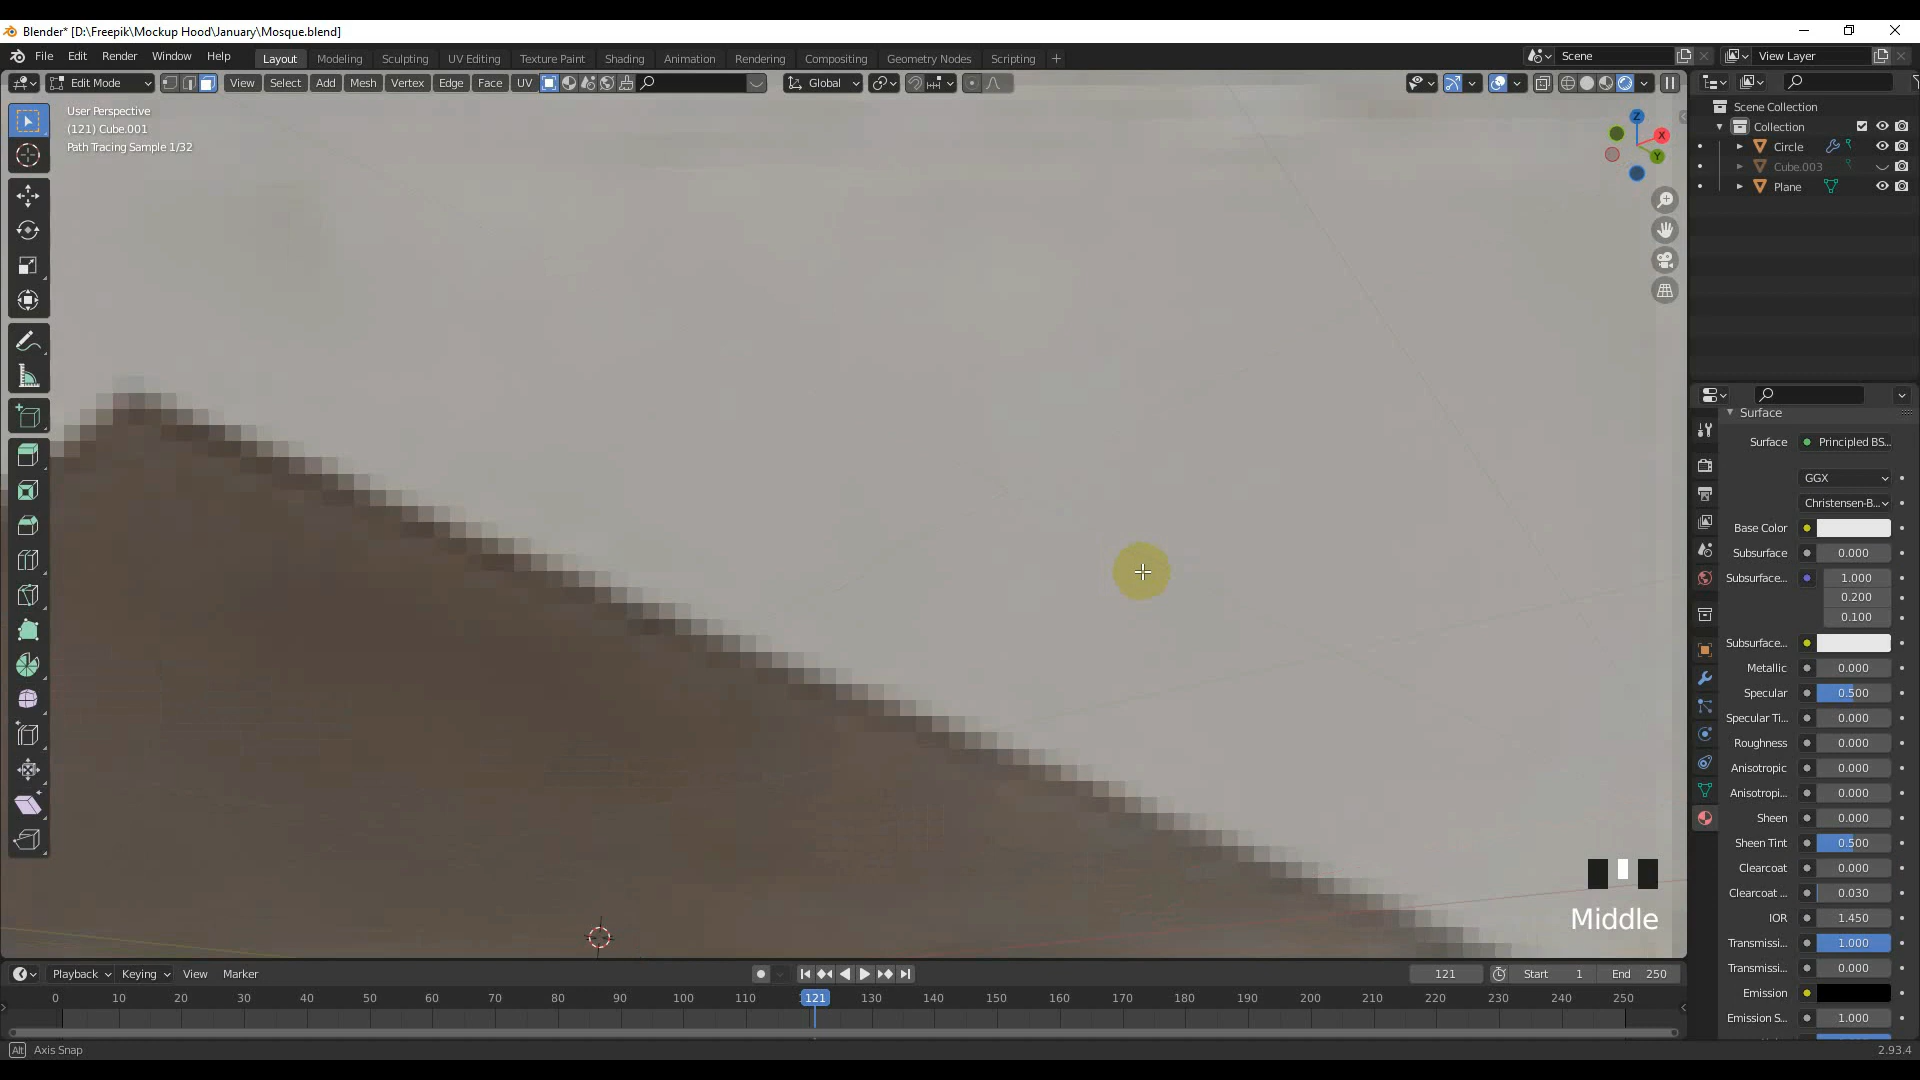 Blender* [D:\Freepik\Mockup Hood\January\Mosque.blend]
File Edit Render Window Help Layout Modeling Sculpting UV Editing Texture Paint Shading Animation Rendering Compositing Geometry Nodes Scripting + Scene View Layer
Edit Mode View Select Add Mesh Vertex Edge Face UV Global
User Perspective
(121) Cube.001
Path Tracing Sample 1/32
Z
X
Y
Scene Collection
Collection
Circle
Cube.003
Plane
Surface
Surface Principled BS...
GGX
Christensen-B...
Base Color
Subsurface 0.000
Subsurface... 1.000
0.200
0.100
Subsurface...
Metallic 0.000
Specular 0.500
Specular Ti... 0.000
Roughness 0.000
Anisotropic 0.000
Anisotropi... 0.000
Sheen 0.000
Sheen Tint 0.500
Clearcoat 0.000
Clearcoat ... 0.030
IOR 1.450
Transmissi... 1.000
Transmissi... 0.000
Emission
Emission S... 1.000
Middle
Playback Keying View Marker 121 Start 1 End 250
0 10 20 30 40 50 60 70 80 90 100 110 121 130 140 150 160 170 180 190 200 210 220 230 240 250
Alt Axis Snap
2.93.4